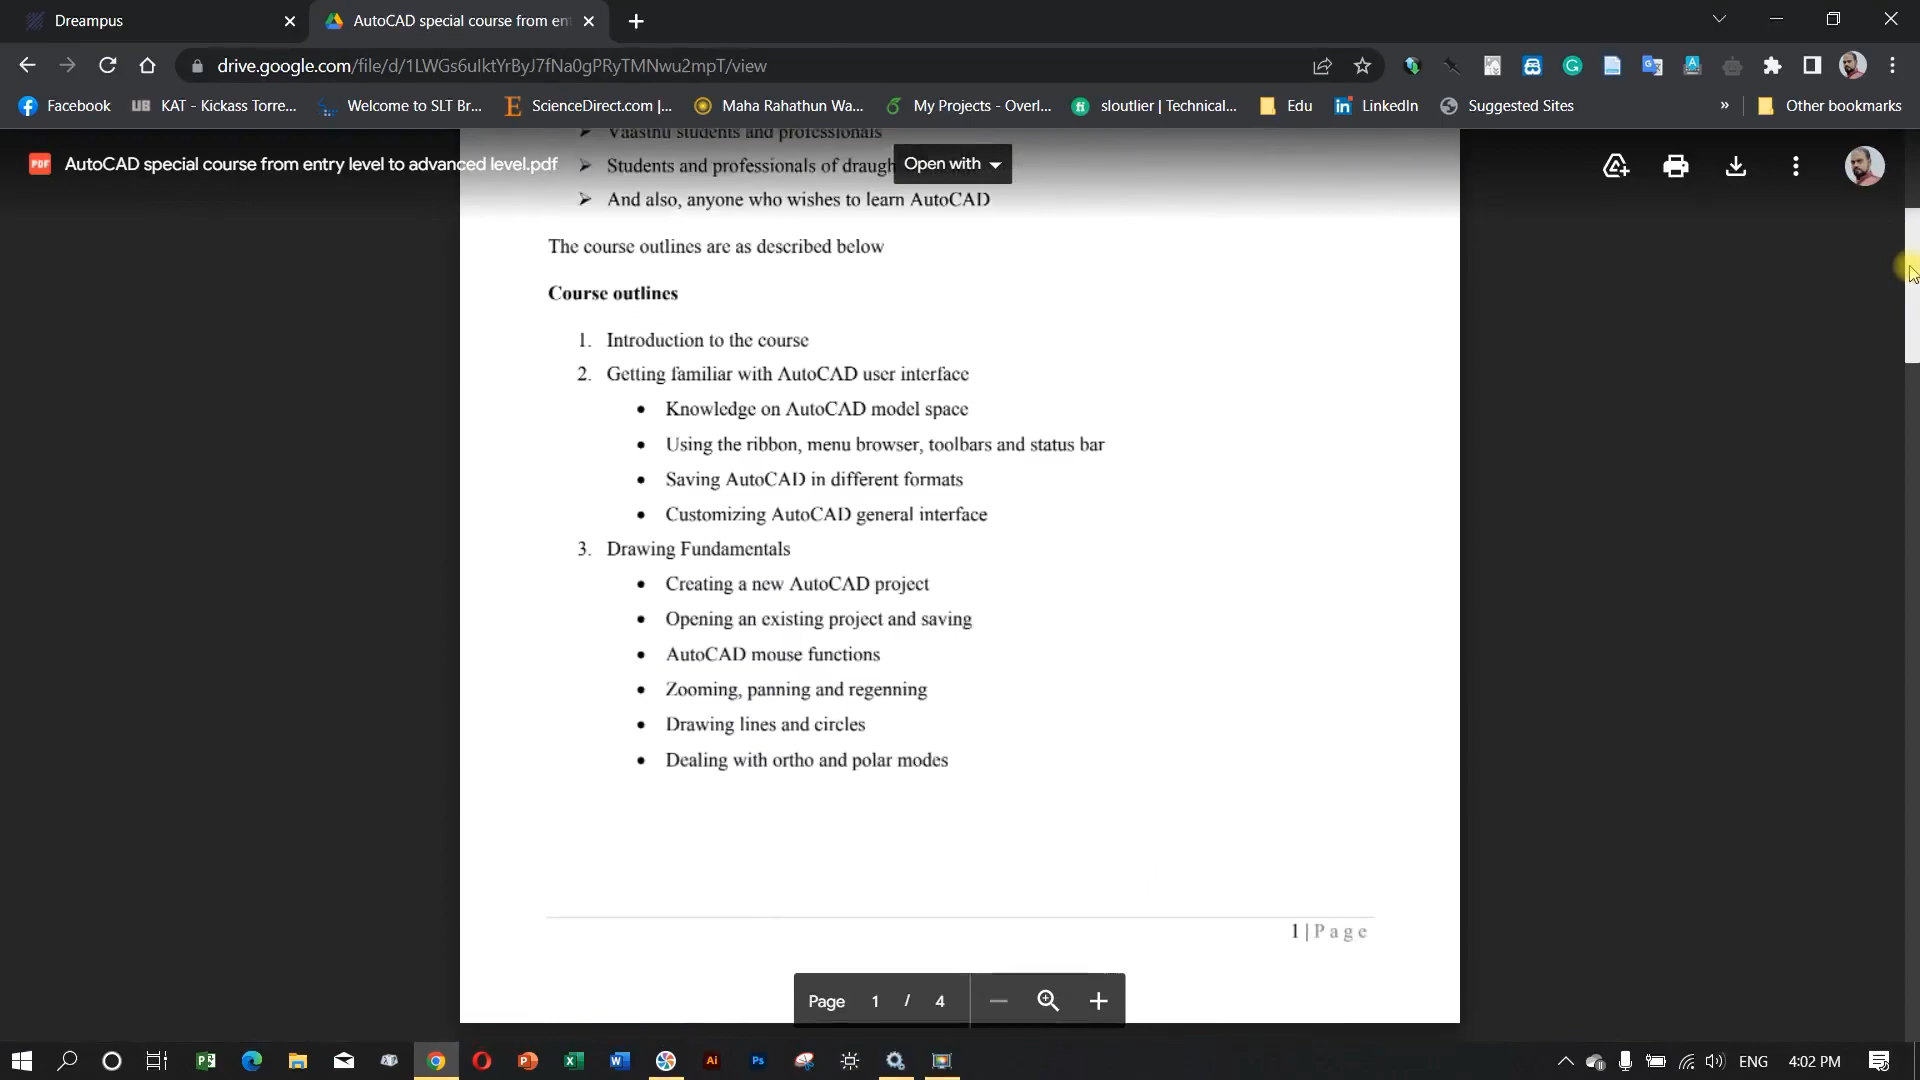 Dreampus
AutoCAD special course from ent
drive.google.com/file/d/1LWGs6uIktYrByJ7fNa0gPRyTMNwu2mpT/view
Facebook
KAT - Kickass Torre...
Welcome to SLT Br...
ScienceDirect.com |...
Maha Rahathun Wa...
My Projects - Overl...
sloutlier | Technical...
Edu
LinkedIn
Suggested Sites
»
Other bookmarks
➢ Vaasthu students and professionals
PDF AutoCAD special course from entry level to advanced level.pdf
➢ Students and professionals of draugh
Open with
➢ And also, anyone who wishes to learn AutoCAD
The course outlines are as described below
Course outlines
1. Introduction to the course
2. Getting familiar with AutoCAD user interface
• Knowledge on AutoCAD model space
• Using the ribbon, menu browser, toolbars and status bar
• Saving AutoCAD in different formats
• Customizing AutoCAD general interface
3. Drawing Fundamentals
• Creating a new AutoCAD project
• Opening an existing project and saving
• AutoCAD mouse functions
• Zooming, panning and regenning
• Drawing lines and circles
• Dealing with ortho and polar modes
1 | P a g e
Page 1 / 4
ENG
4:02 PM